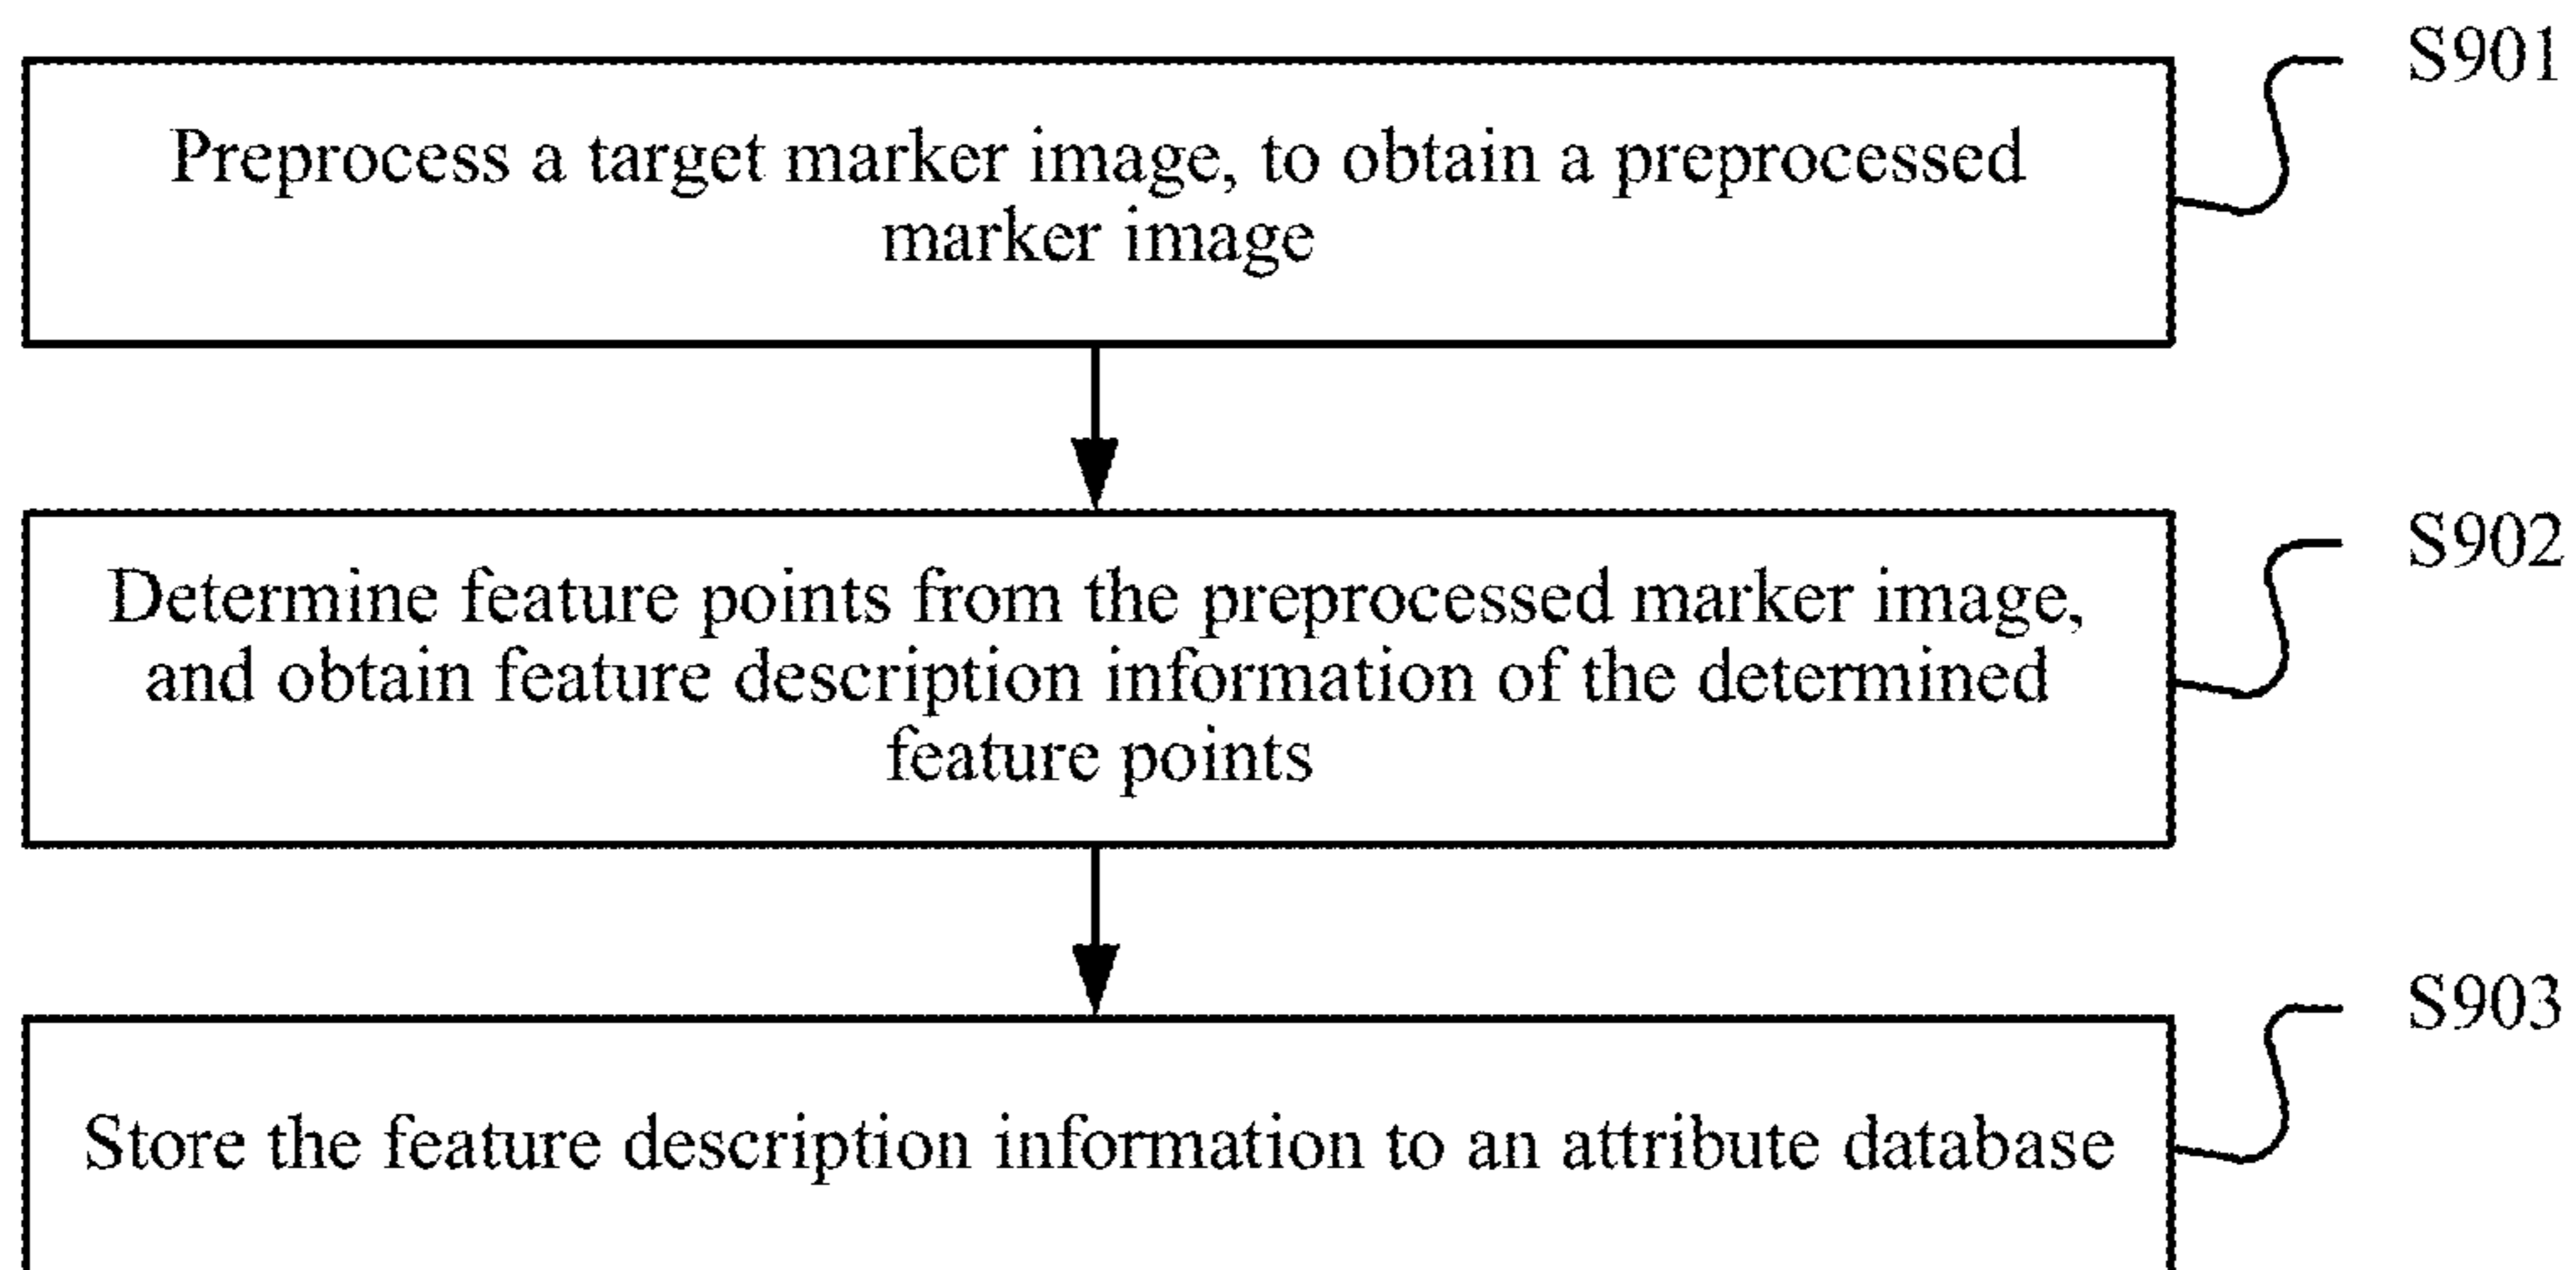 S901
Preprocess a target marker image, to obtain a preprocessed
marker image
S902
Determine feature points from the preprocessed marker image,
and obtain feature description information of the determined
feature points
S903
Store the feature description information to an attribute database